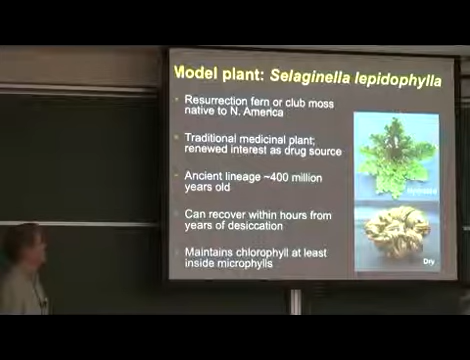 Model plant: Selaginella lepidophylla
Resurrection fern or club moss
native to N. America
Traditional medicinal plant;
renewed interest as drug source
Ancient lineage ~400 million
years old
Can recover within hours from
years of desiccation
Maintains chlorophyll at least
inside microphylls
Dry